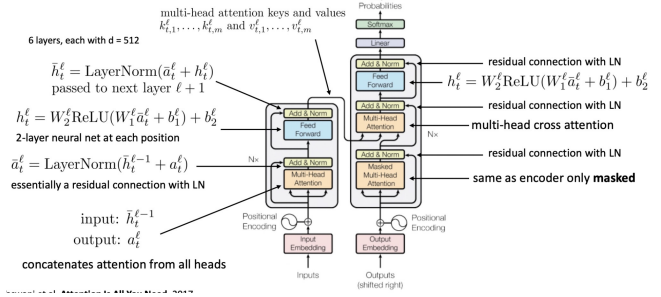 multi-head attention keys and values
k^ℓ_{t,1}, . . . , k^ℓ_{t,m} and v^ℓ_{t,1}, . . . , v^ℓ_{t,m}
6 layers, each with d = 512
h̄^ℓ_t = LayerNorm(ā^ℓ_t + h^ℓ_t)
passed to next layer ℓ + 1
h^ℓ_t = W^ℓ_2 ReLU(W^ℓ_1 ā^ℓ_t + b^ℓ_1) + b^ℓ_2
2-layer neural net at each position
ā^ℓ_t = LayerNorm(h̄^{ℓ−1}_t + a^ℓ_t)
essentially a residual connection with LN
input: h̄^{ℓ−1}_t
output: a^ℓ_t
concatenates attention from all heads
Add & Norm
Feed
Forward
N×
Add & Norm
Multi-Head
Attention
Positional
Encoding
Input
Embedding
Inputs
Output
Probabilities
Softmax
Linear
Add & Norm
Feed
Forward
Add & Norm
Multi-Head
Attention
N×
Add & Norm
Masked
Multi-Head
Attention
Positional
Encoding
Output
Embedding
Outputs
(shifted right)
residual connection with LN
h^ℓ_t = W^ℓ_2 ReLU(W^ℓ_1 ā^ℓ_t + b^ℓ_1) + b^ℓ_2
residual connection with LN
multi-head cross attention
residual connection with LN
same as encoder only masked
et al. Attention Is All You Need. 2017.